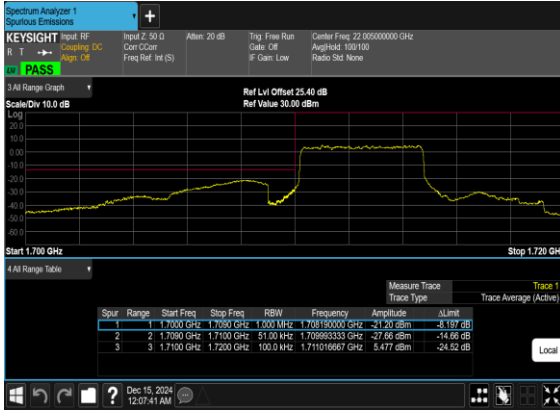 Spectrum Analyzer 1
Spurious Emissions
+
KEYSIGHT Input: RF Input Z: 50 Ω Atten: 20 dB Trig: Free Run Center Freq: 22.005000000 GHz
R T Coupling: DC Corr CCorr Gate: Off Avg|Hold: 100/100
Align: Off Freq Ref: Int (S) IF Gain: Low Radio Std: None
PASS
3 All Range Graph Ref Lvl Offset 25.40 dB
Scale/Div 10.0 dB Ref Value 30.00 dBm
Log
20.0
10.0
0.00
-10.0
-20.0
-30.0
-40.0
-50.0
-60.0
Start 1.700 GHz Stop 1.720 GH
4 All Range Table
Measure Trace Trace 1
Trace Type Trace Average (Active)
Spur Range Start Freq Stop Freq RBW Frequency Amplitude ΔLimit
1 1 1.7000 GHz 1.7090 GHz 1.000 MHz 1.708190000 GHz -21.20 dBm -8.197 dB
2 2 1.7090 GHz 1.7100 GHz 51.00 kHz 1.709993333 GHz -27.66 dBm -14.66 dB
3 3 1.7100 GHz 1.7200 GHz 100.0 kHz 1.711016667 GHz 5.477 dBm -24.52 dB
Local
? Dec 15, 2024
12:07:41 AM